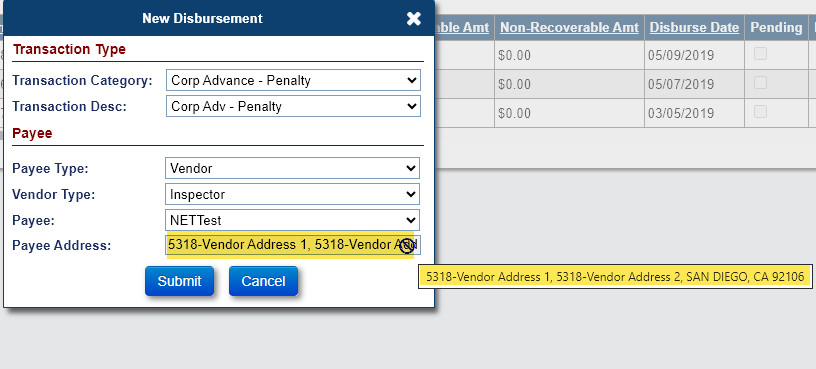 New Disbursement
Transaction Type
Transaction Category: Corp Advance - Penalty
Transaction Desc: Corp Adv - Penalty
Payee
Payee Type: Vendor
Vendor Type: Inspector
Payee: NETTest
Payee Address: 5318-Vendor Address 1, 5318-Vendor
Submit Cancel
5318-Vendor Address 1, 5318-Vendor Address 2, SAN DIEGO, CA 92106
Amt Non-Recoverable Amt Disburse Date Pending
$0.00 05/09/2019
$0.00 05/07/2019
$0.00 03/05/2019